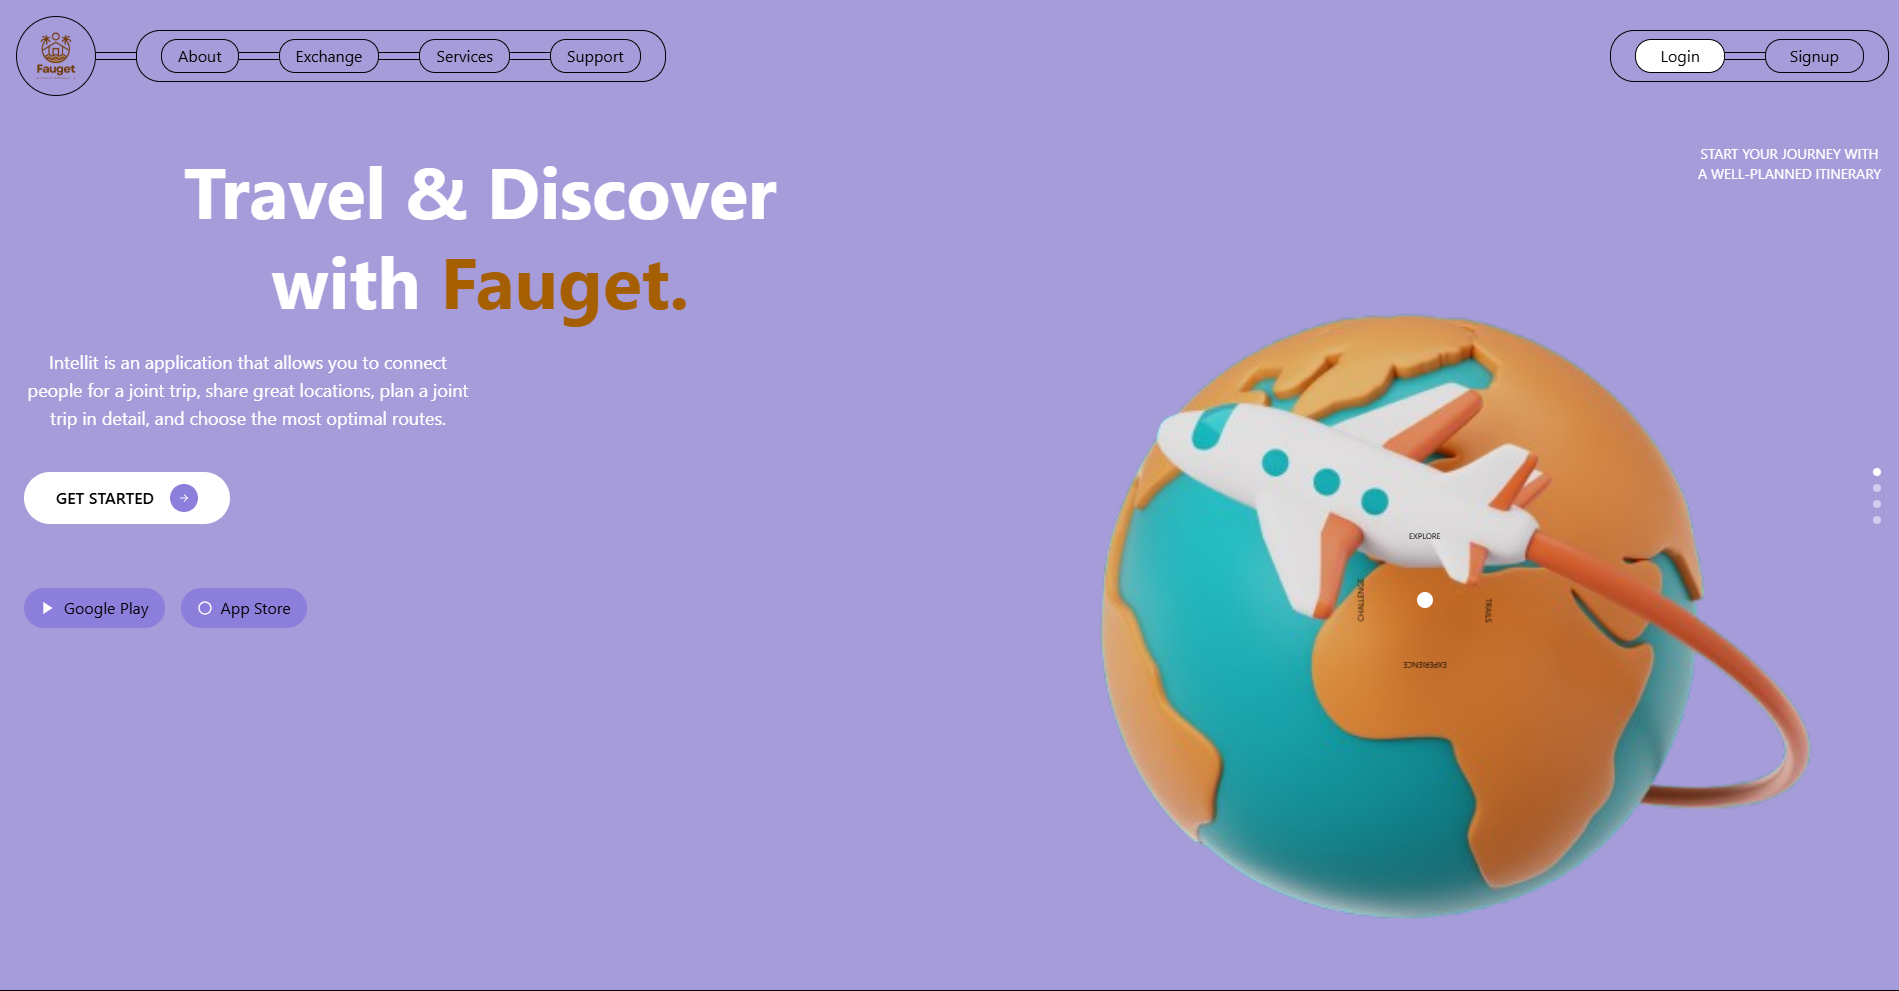 Fauget
About
Exchange
Services
Support
Login
Signup
START YOUR JOURNEY WITH
A WELL-PLANNED ITINERARY
Travel & Discover
with Fauget.
Intellit is an application that allows you to connect
people for a joint trip, share great locations, plan a joint
trip in detail, and choose the most optimal routes.
GET STARTED
Google Play
App Store
EXPLORE
CHALLENGE
TRAILS
EXPERIENCE